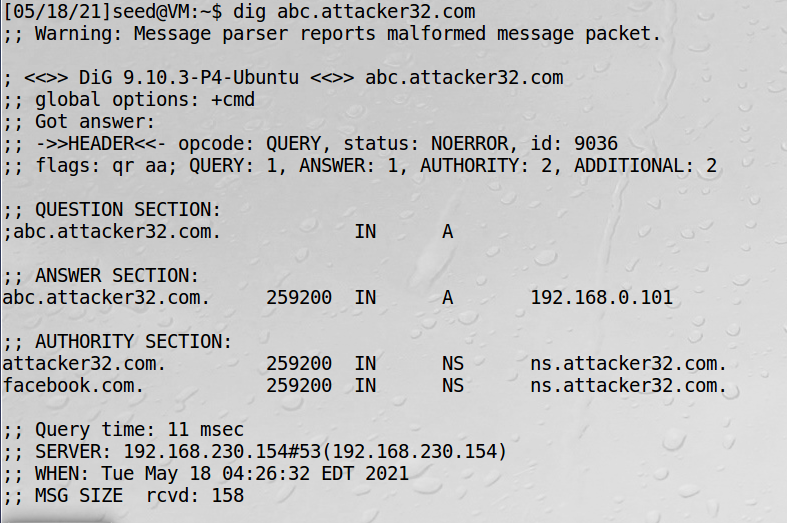 [05/18/21]seed@VM:~$ dig abc.attacker32.com
;; Warning: Message parser reports malformed message packet.
; <<>> DiG 9.10.3-P4-Ubuntu <<>> abc.attacker32.com
;; global options: +cmd
;; Got answer:
;; ->>HEADER<<- opcode: QUERY, status: NOERROR, id: 9036
;; flags: qr aa; QUERY: 1, ANSWER: 1, AUTHORITY: 2, ADDITIONAL: 2
;; QUESTION SECTION:
;abc.attacker32.com. IN A
;; ANSWER SECTION:
abc.attacker32.com. 259200 IN A 192.168.0.101
;; AUTHORITY SECTION:
attacker32.com. 259200 IN NS ns.attacker32.com.
facebook.com. 259200 IN NS ns.attacker32.com.
;; Query time: 11 msec
;; SERVER: 192.168.230.154#53(192.168.230.154)
;; WHEN: Tue May 18 04:26:32 EDT 2021
;; MSG SIZE rcvd: 158